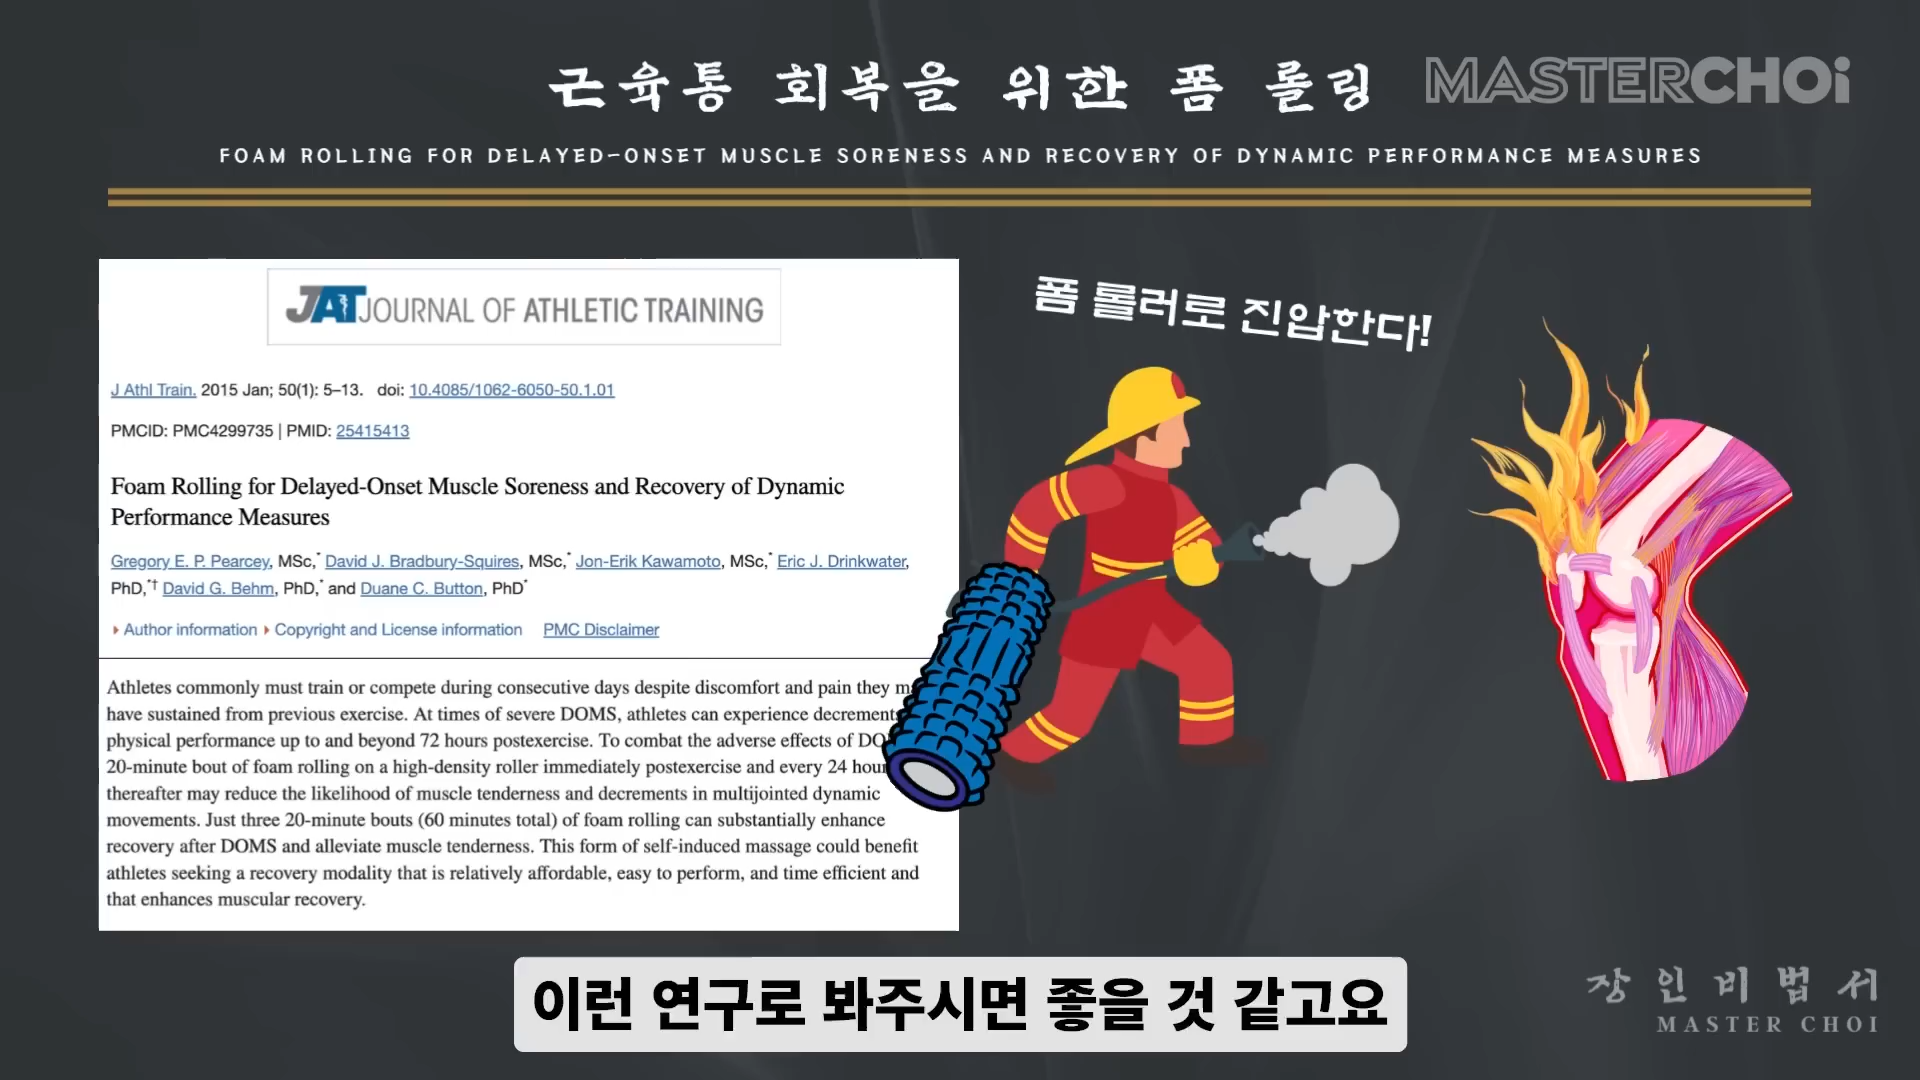 근육통 회복을 위한 폼 롤링
MASTERCHOi
FOAM ROLLING FOR DELAYED-ONSET MUSCLE SORENESS AND RECOVERY OF DYNAMIC PERFORMANCE MEASURES
JAT JOURNAL OF ATHLETIC TRAINING
J Athl Train. 2015 Jan; 50(1): 5–13. doi: 10.4085/1062-6050-50.1.01
PMCID: PMC4299735 | PMID: 25415413
Foam Rolling for Delayed-Onset Muscle Soreness and Recovery of Dynamic
Performance Measures
Gregory E. P. Pearcey, MSc,* David J. Bradbury-Squires, MSc,* Jon-Erik Kawamoto, MSc,* Eric J. Drinkwater,
PhD,*† David G. Behm, PhD,* and Duane C. Button, PhD*
Author information Copyright and License information PMC Disclaimer
Athletes commonly must train or compete during consecutive days despite discomfort and pain they
have sustained from previous exercise. At times of severe DOMS, athletes can experience decrements
physical performance up to and beyond 72 hours postexercise. To combat the adverse effects of
20-minute bout of foam rolling on a high-density roller immediately postexercise and every 24
thereafter may reduce the likelihood of muscle tenderness and decrements in multijointed dynamic
movements. Just three 20-minute bouts (60 minutes total) of foam rolling can substantially enhance
recovery after DOMS and alleviate muscle tenderness. This form of self-induced massage could benefit
athletes seeking a recovery modality that is relatively affordable, easy to perform, and time efficient and
that enhances muscular recovery.
폼 롤러로 진압한다!
이런 연구로 봐주시면 좋을 것 같고요
장인비법서
MASTER CHOI